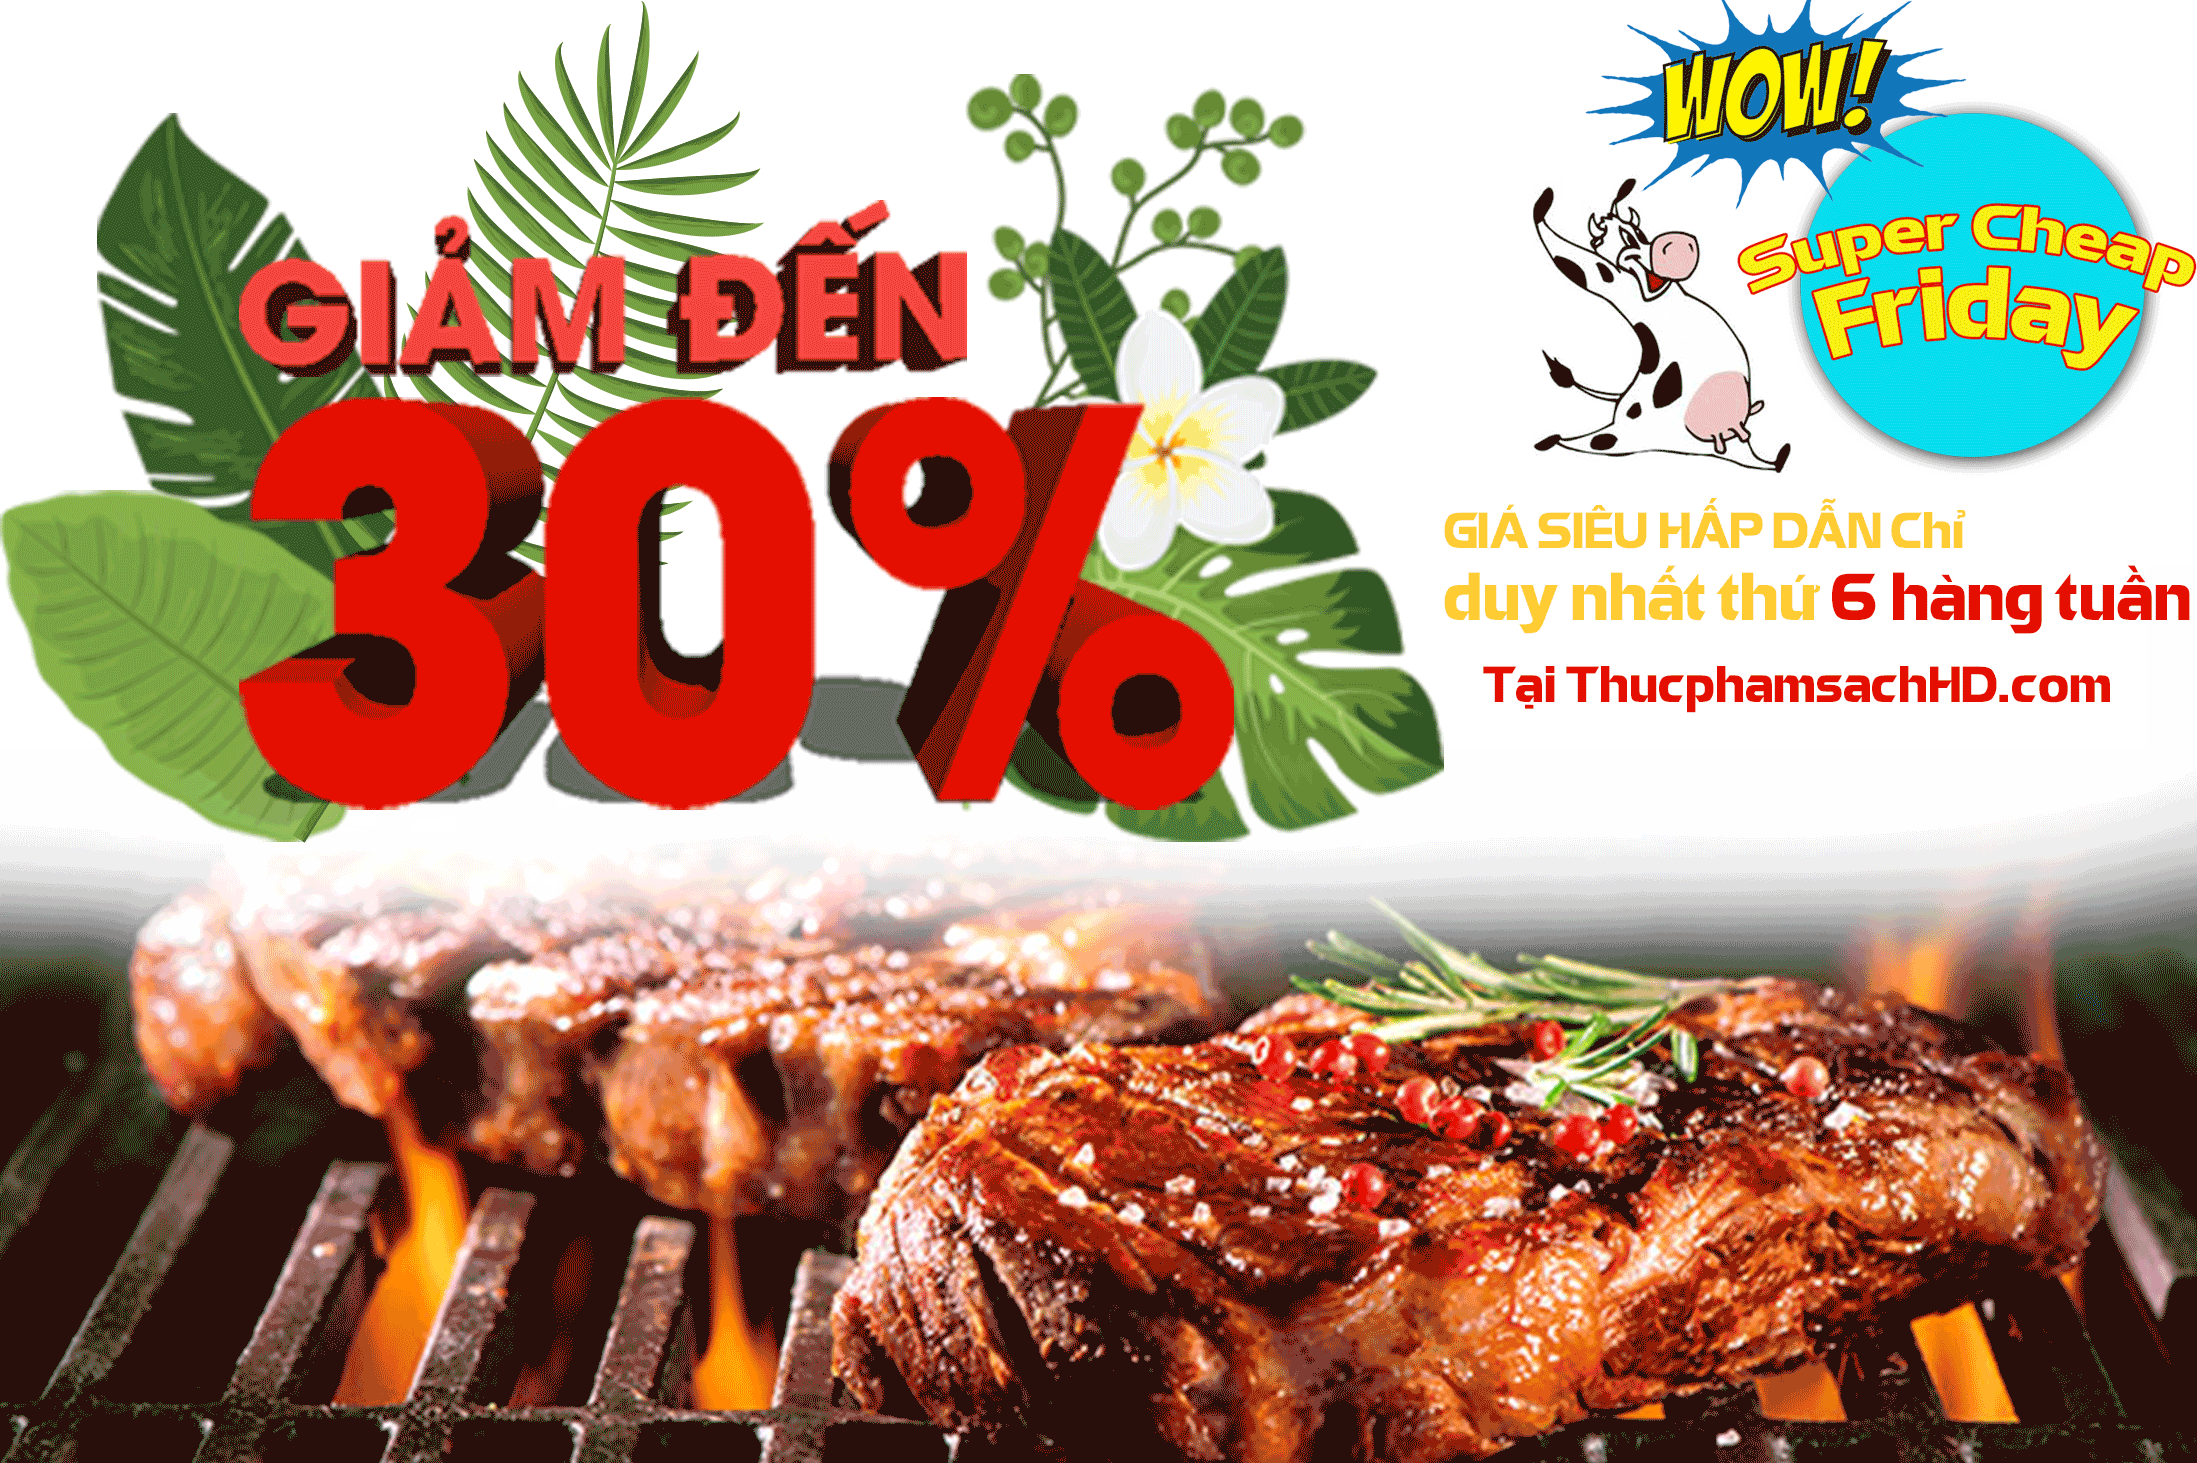 GIẢM ĐẾN
30%
WOW!
Super Cheap
Friday
GIÁ SIÊU HẤP DẪN Chỉ
duy nhất thứ 6 hàng tuần
Tại ThucphamsachHD.com